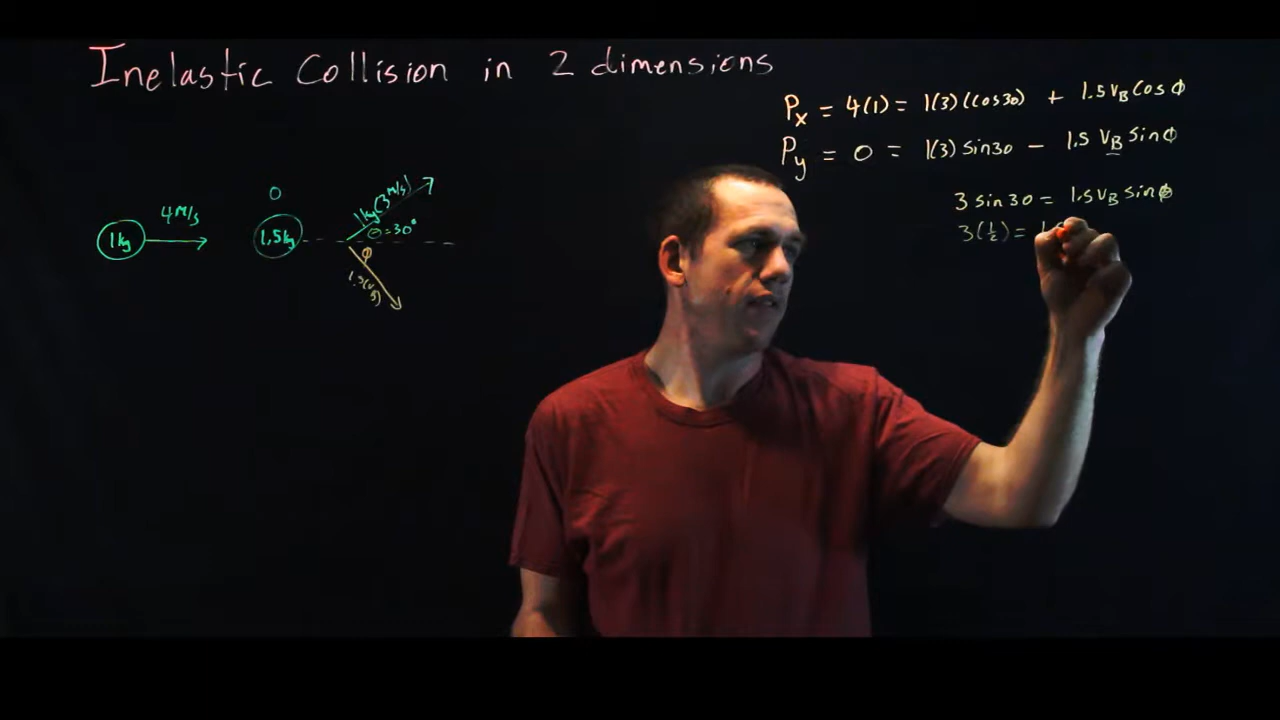 Inelastic Collision in 2 dimensions
Px = 4(1) = 1(3)(cos30) + 1.5 VB Cos φ
Py = 0 = 1(3) sin30 - 1.5 VB sinφ
3 sin 30 = 1.5 VB sinφ
3(1/2) =
0
4 M/s
1kg
1.5kg
1kg(3 M/s)
Θ=30°
φ